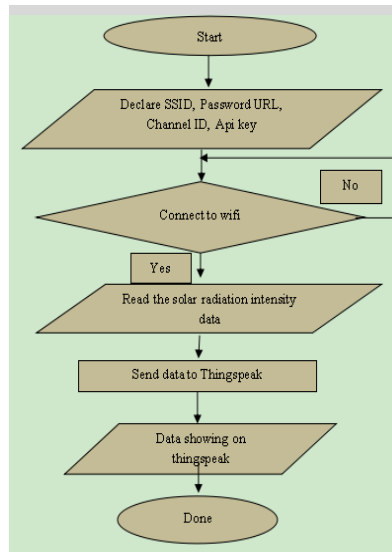 Start
Declare SSID, Password URL,
Channel ID, Api key
No
Connect to wifi
Yes
Read the solar radiation intensity
data
Send data to Thingspeak
Data showing on
thingspeak
Done